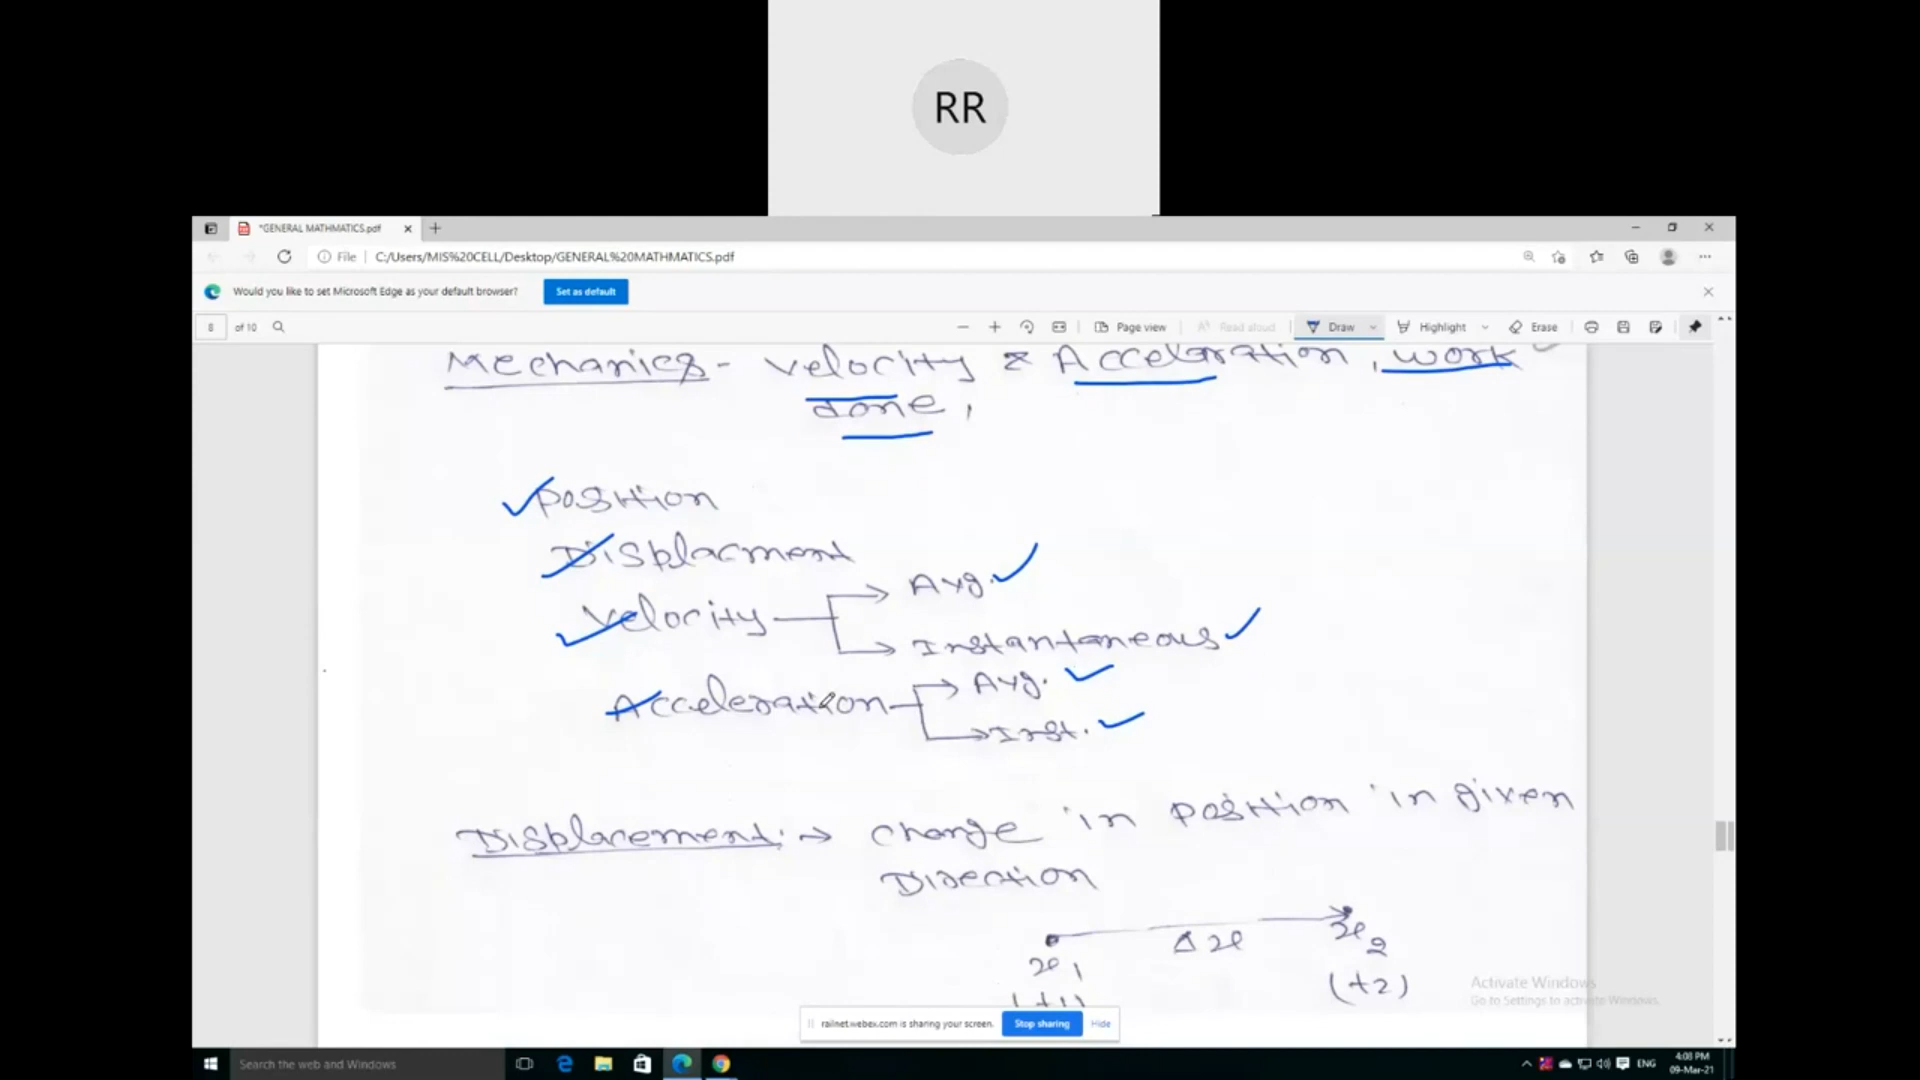 RR
*GENERAL MATHMATICS.pdf
File C:/Users/MIS%20CELL/Desktop/GENERAL%20MATHMATICS.pdf
Would you like to set Microsoft Edge as your default browser? Set as default
8 of 10 Page view Read aloud Draw Highlight Erase
Mechanics - Velocity & Acceleration, work
done,
Position
Displacment
Velocity → Avg.
→ Instantaneous
Acceleration → Avg.
→ Inst.
Displacement :→ Change in position in given
Direction
x1 Δx x2
(t1) (t2)
Activate Windows
Go to Settings to activate Windows.
railnet.webex.com is sharing your screen. Stop sharing Hide
Search the web and Windows
ENG 4:08 PM
09-Mar-21